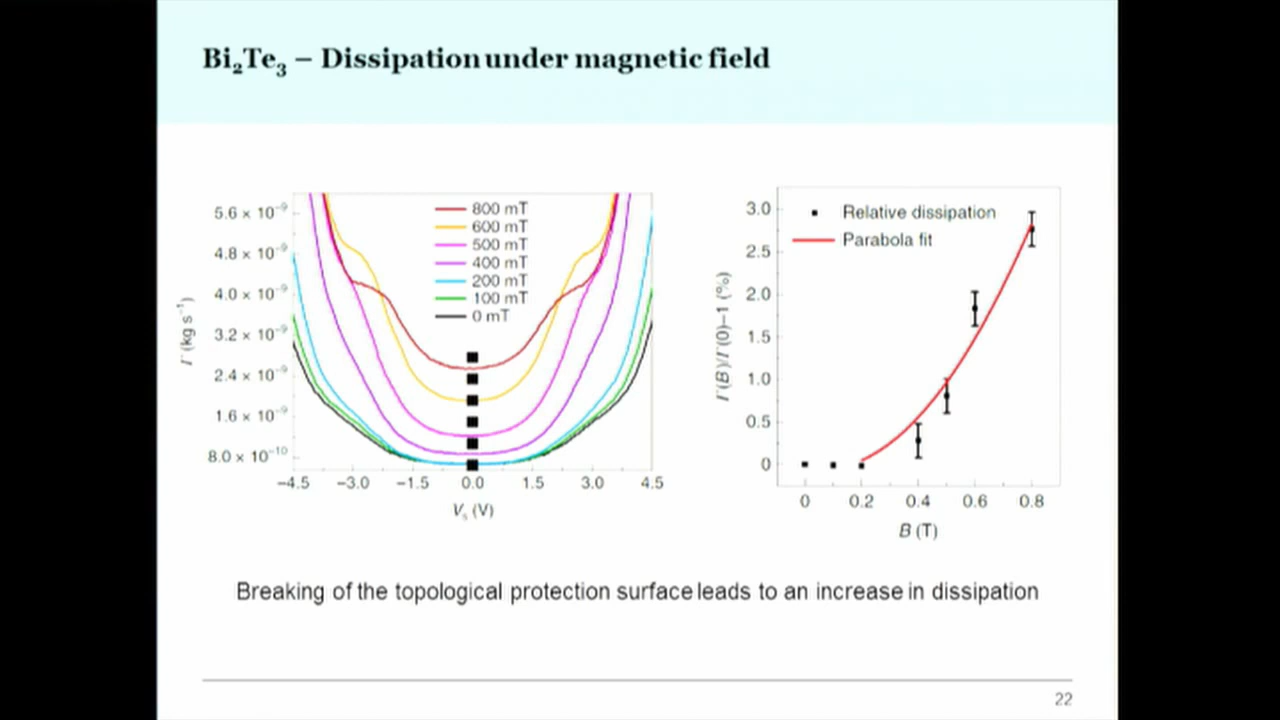 Bi₂Te₃ – Dissipation under magnetic field
5.6 × 10⁻⁹
4.8 × 10⁻⁹
4.0 × 10⁻⁹
3.2 × 10⁻⁹
2.4 × 10⁻⁹
1.6 × 10⁻⁹
8.0 × 10⁻¹⁰
Γ (kg s⁻¹)
800 mT
600 mT
500 mT
400 mT
200 mT
100 mT
0 mT
–4.5 –3.0 –1.5 0.0 1.5 3.0 4.5
Vₛ (V)
3.0
2.5
2.0
1.5
1.0
0.5
0
Γ(B)/Γ(0)–1 (%)
Relative dissipation
Parabola fit
0 0.2 0.4 0.6 0.8
B (T)
Breaking of the topological protection surface leads to an increase in dissipation
22